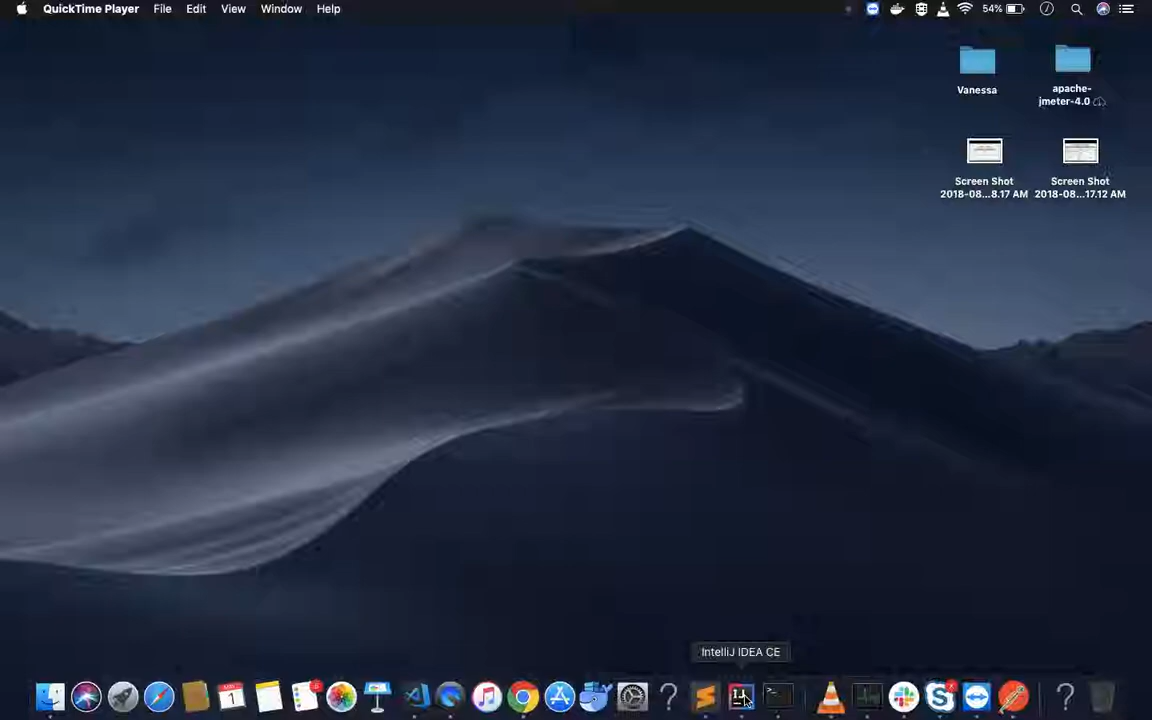 QuickTime Player File Edit View Window Help 54%
Vanessa
apache-
jmeter-4.0
Screen Shot
2018-08...8.17 AM
Screen Shot
2018-08...17.12 AM
IntelliJ IDEA CE
1